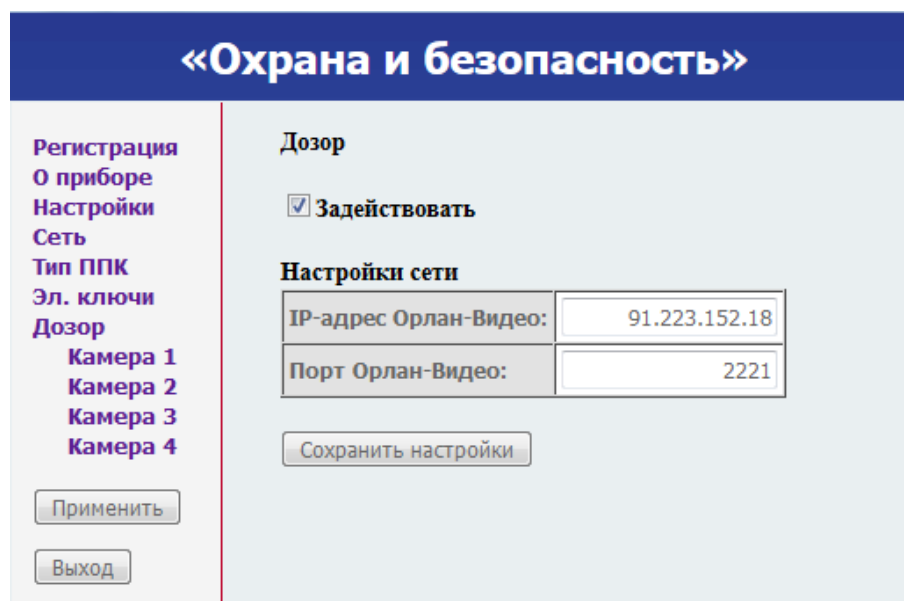 «Охрана и безопасность»
Регистрация
О приборе
Настройки
Сеть
Тип ППК
Эл. ключи
Дозор
Камера 1
Камера 2
Камера 3
Камера 4
Применить
Выход
Дозор
Задействовать
Настройки сети
IP-адрес Орлан-Видео: 91.223.152.18
Порт Орлан-Видео: 2221
Сохранить настройки